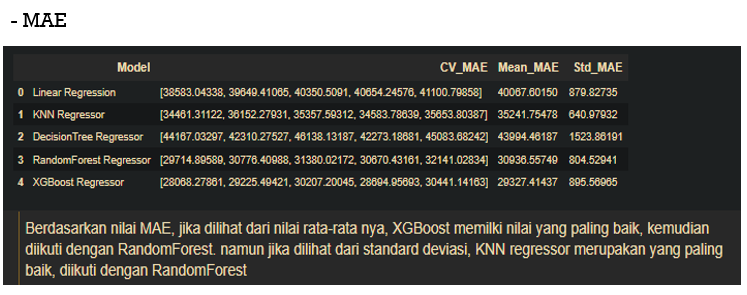 - MAE
Model CV_MAE Mean_MAE Std_MAE
0 Linear Regression [38583.04338, 39649.41065, 40350.5091, 40654.24576, 41100.79858] 40067.60150 879.82735
1 KNN Regressor [34461.31122, 36152.27931, 35357.59312, 34583.78639, 35653.80387] 35241.75478 640.97932
2 DecisionTree Regressor [44167.03297, 42310.27527, 46138.13187, 42273.18681, 45083.68242] 43994.46187 1523.86191
3 RandomForest Regressor [29714.89589, 30776.40988, 31380.02172, 30670.43161, 32141.02834] 30936.55749 804.52941
4 XGBoost Regressor [28068.27861, 29225.49421, 30207.20045, 28694.95693, 30441.14163] 29327.41437 895.56965
Berdasarkan nilai MAE, jika dilihat dari nilai rata-rata nya, XGBoost memilki nilai yang paling baik, kemudian
diikuti dengan RandomForest. namun jika dilihat dari standard deviasi, KNN regressor merupakan yang paling
baik, diikuti dengan RandomForest